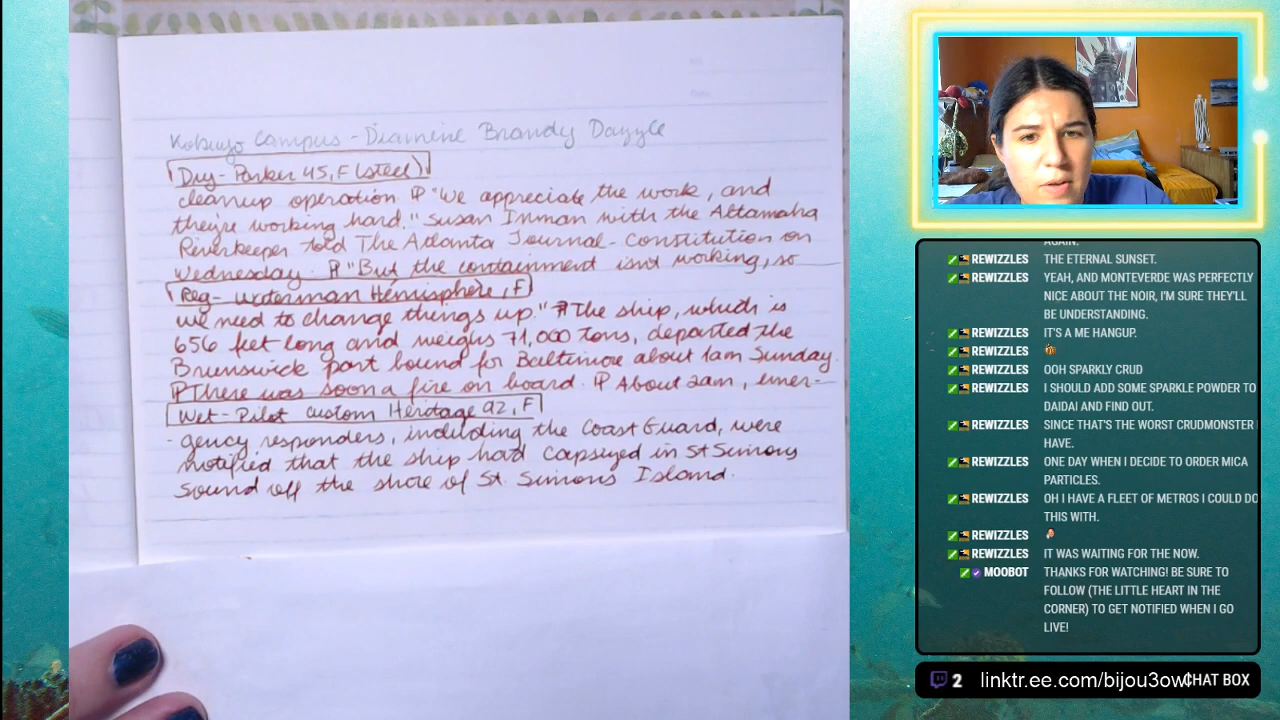 Kokuyo Campus - Diamine Brandy Dazzle
Dry - Parker 45, F (steel)
cleanup operation. ¶ "We appreciate the work, and
they're working hard." Susan Inman with the Altamaha
Riverkeeper told The Atlanta Journal-Constitution on
Wednesday. ¶ "But the containment isn't working, so
Reg - Waterman Hémisphère, F
we need to change things up." ¶ The ship, which is
656 feet long and weighs 71,000 tons, departed the
Brunswick port bound for Baltimore about 1am Sunday.
¶ There was soon a fire on board. ¶ About 2am, emer-
Wet - Pilot Custom Heritage 92, F
- gency responders, including the Coast Guard, were
notified that the ship had capsized in St Simons
Sound off the shore of St. Simons Island.
AGAIN.
REWIZZLES THE ETERNAL SUNSET.
REWIZZLES YEAH, AND MONTEVERDE WAS PERFECTLY
NICE ABOUT THE NOIR, I'M SURE THEY'LL
BE UNDERSTANDING.
REWIZZLES IT'S A ME HANGUP.
REWIZZLES
REWIZZLES OOH SPARKLY CRUD
REWIZZLES I SHOULD ADD SOME SPARKLE POWDER TO
DAIDAI AND FIND OUT.
REWIZZLES SINCE THAT'S THE WORST CRUDMONSTER I
HAVE.
REWIZZLES ONE DAY WHEN I DECIDE TO ORDER MICA
PARTICLES.
REWIZZLES OH I HAVE A FLEET OF METROS I COULD DO
THIS WITH.
REWIZZLES
REWIZZLES IT WAS WAITING FOR THE NOW.
MOOBOT THANKS FOR WATCHING! BE SURE TO
FOLLOW (THE LITTLE HEART IN THE
CORNER) TO GET NOTIFIED WHEN I GO
LIVE!
2 linktr.ee.com/bijou3owl CHAT BOX